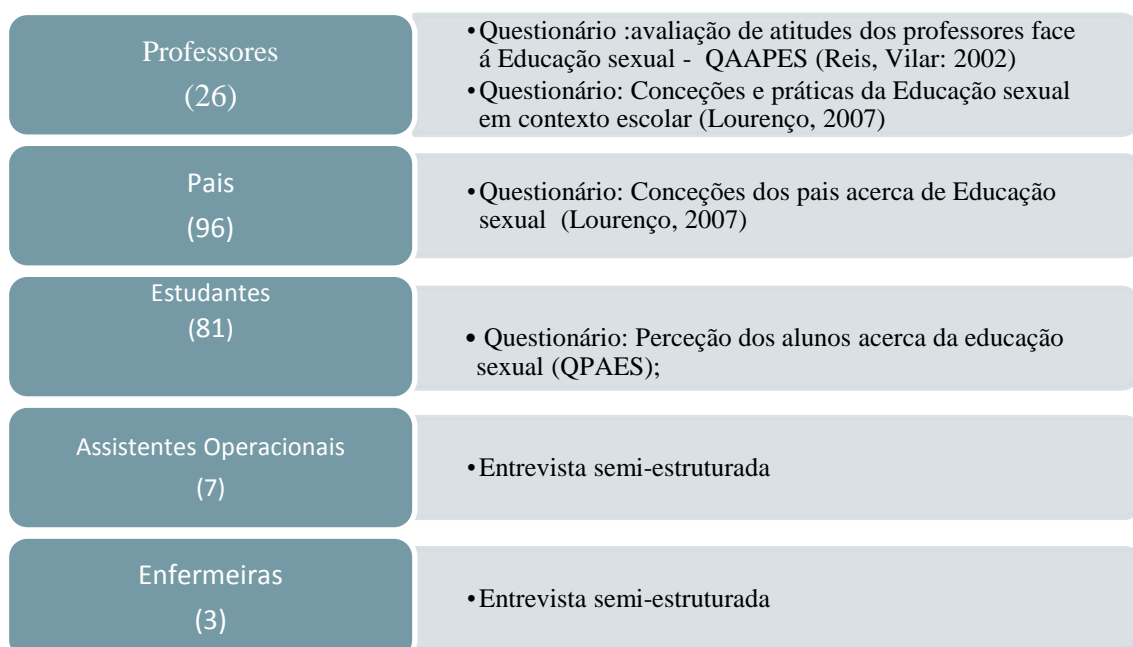 Professores
(26)
•Questionário :avaliação de atitudes dos professores face
á Educação sexual - QAAPES (Reis, Vilar: 2002)
•Questionário: Conceções e práticas da Educação sexual
em contexto escolar (Lourenço, 2007)
Pais
(96)
•Questionário: Conceções dos pais acerca de Educação
sexual (Lourenço, 2007)
Estudantes
(81)
• Questionário: Perceção dos alunos acerca da educação
sexual (QPAES);
Assistentes Operacionais
(7)
•Entrevista semi-estruturada
Enfermeiras
(3)
•Entrevista semi-estruturada